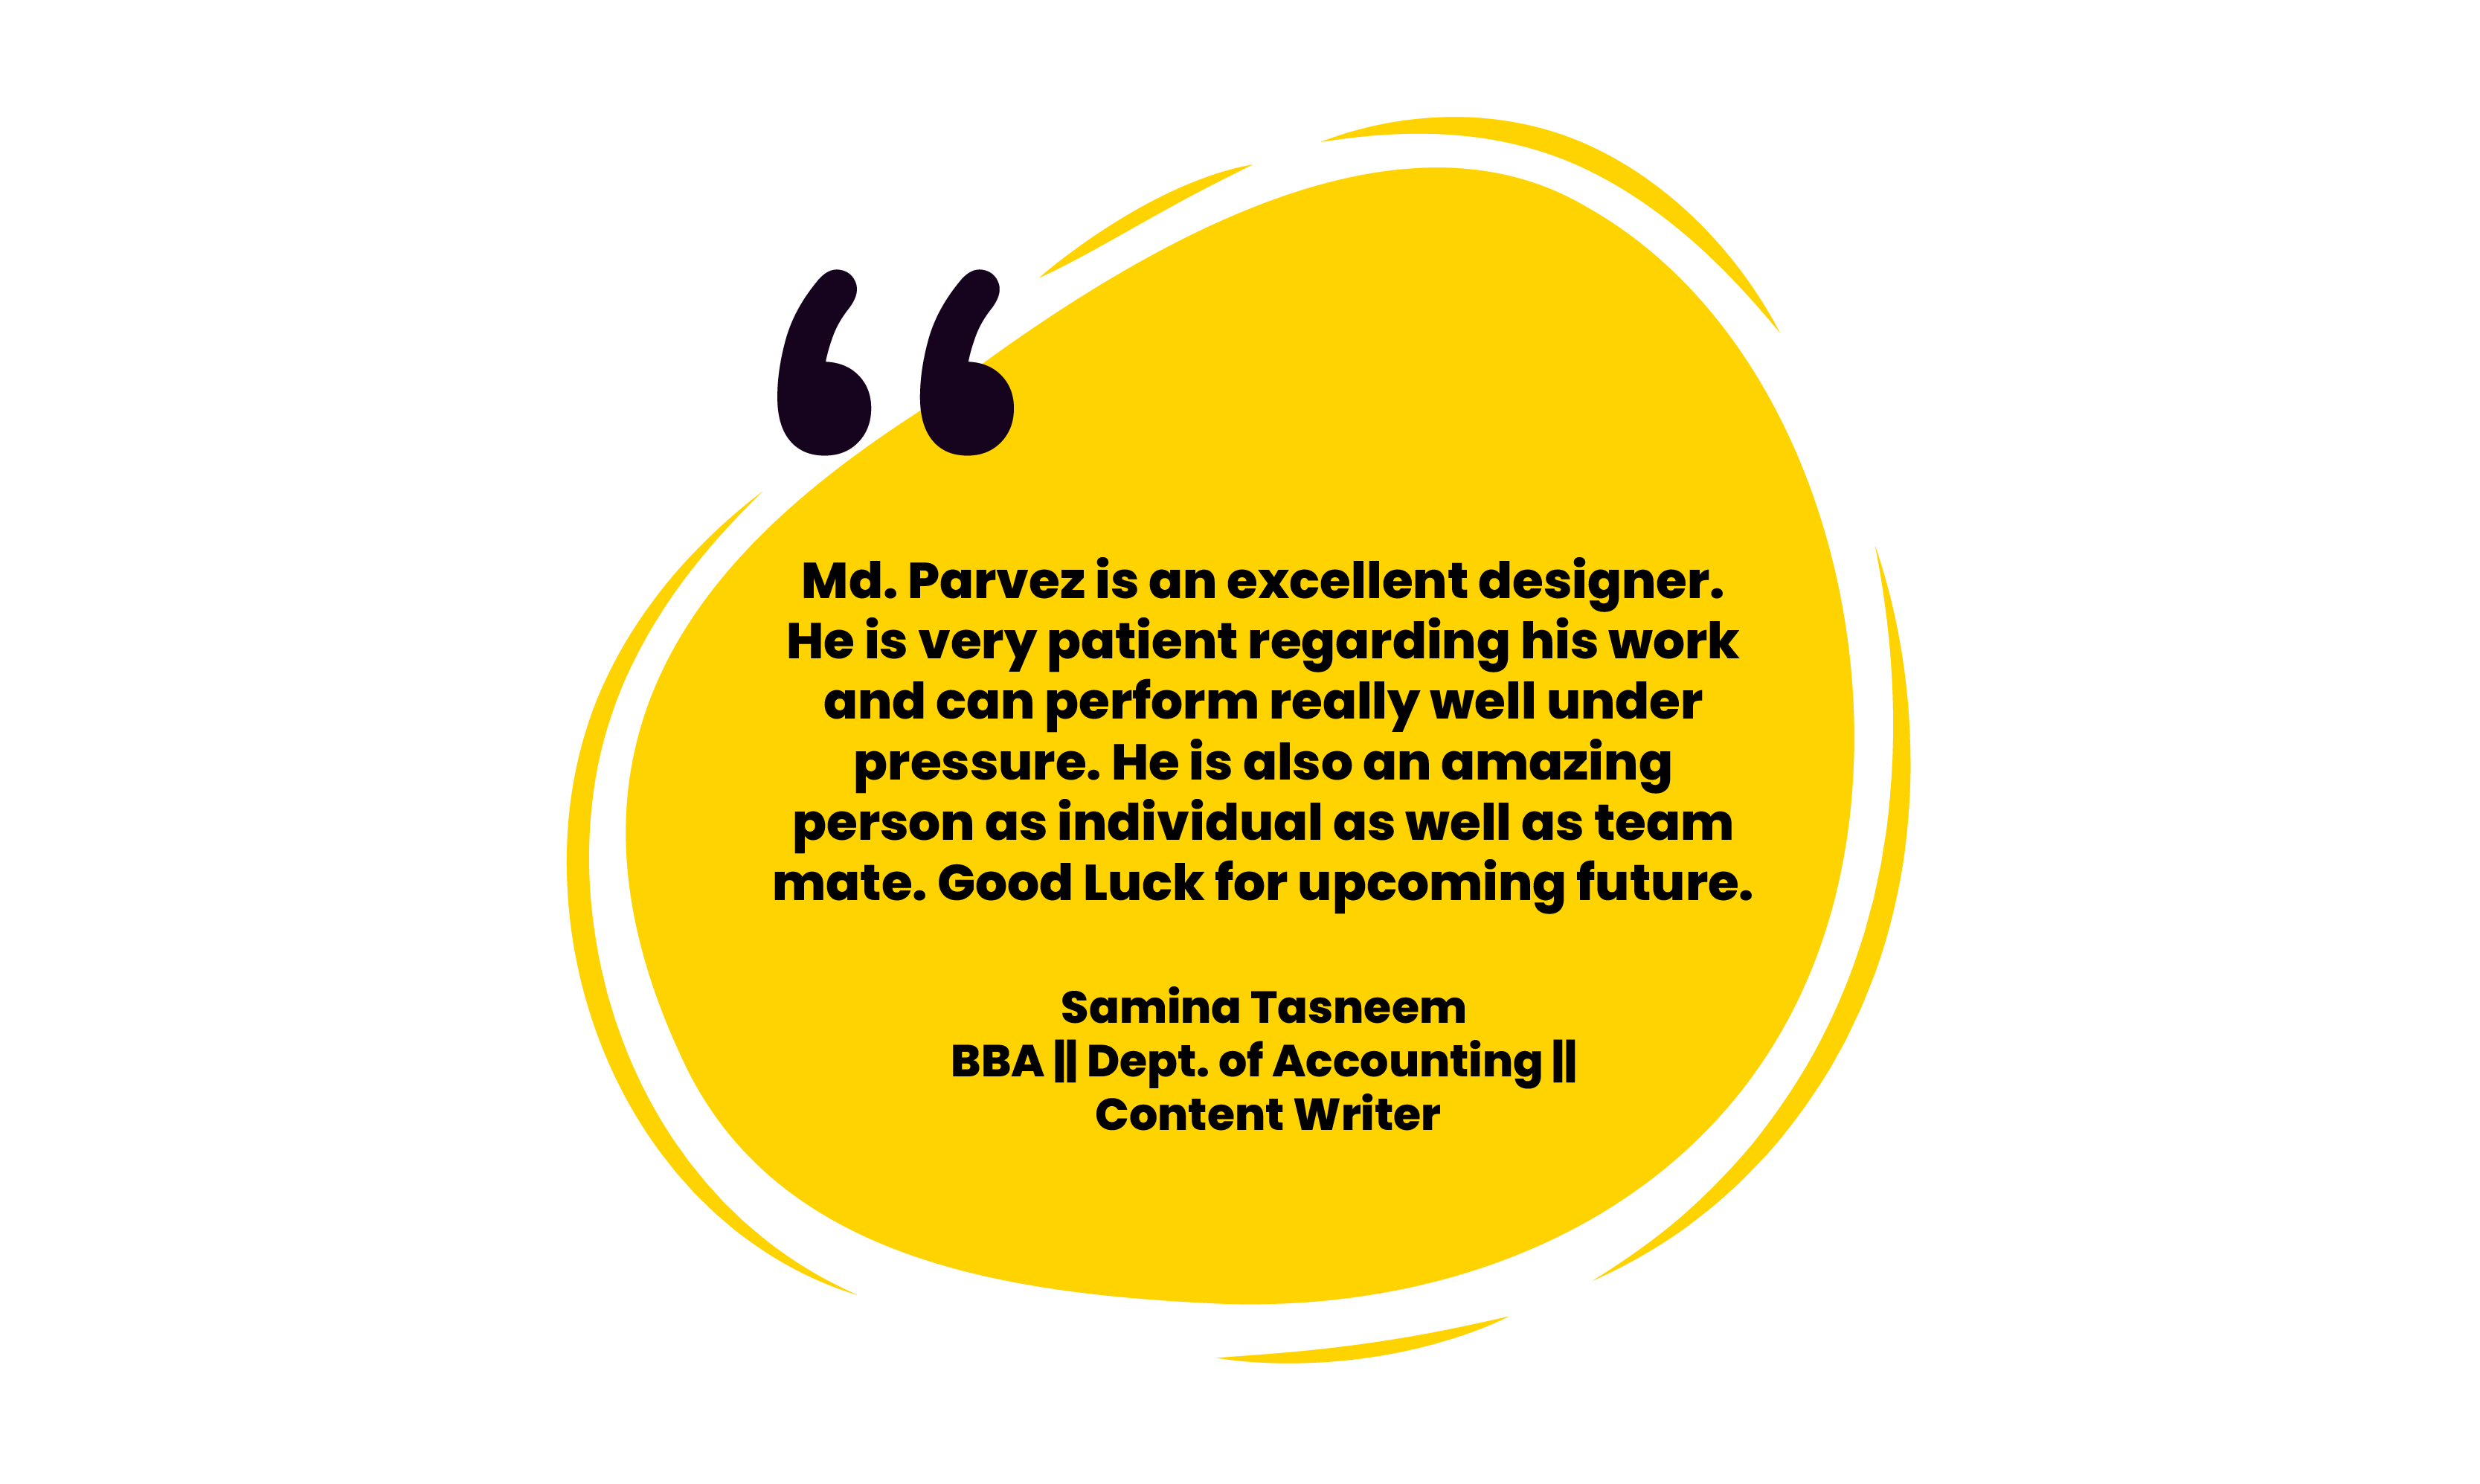 “
Md. Parvez is an excellent designer.
He is very patient regarding his work
and can perform really well under
pressure. He is also an amazing
person as individual as well as team
mate. Good Luck for upcoming future.
Samina Tasneem
BBA || Dept. of Accounting ||
Content Writer